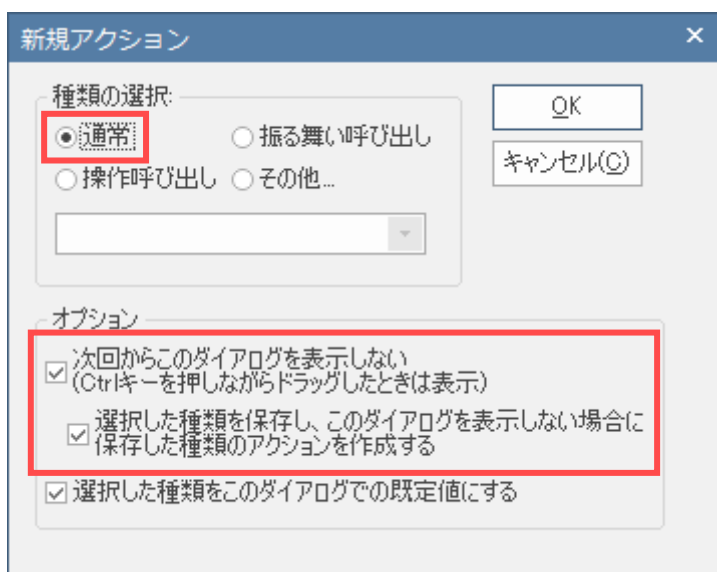 新規アクション
種類の選択:
通常
振る舞い呼び出し
操作呼び出し
その他...
OK
キャンセル(C)
オプション
次回からこのダイアログを表示しない
(Ctrlキーを押しながらドラッグしたときは表示)
選択した種類を保存し、このダイアログを表示しない場合に
保存した種類のアクションを作成する
選択した種類をこのダイアログでの既定値にする